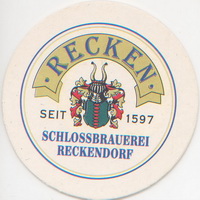 · RECKEN ·
SEIT 1597
SCHLOSSBRAUEREI
RECKENDORF